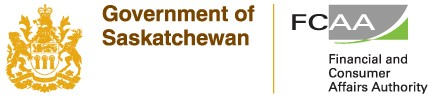 Government of
Saskatchewan
FCAA
Financial and
Consumer
Affairs Authority